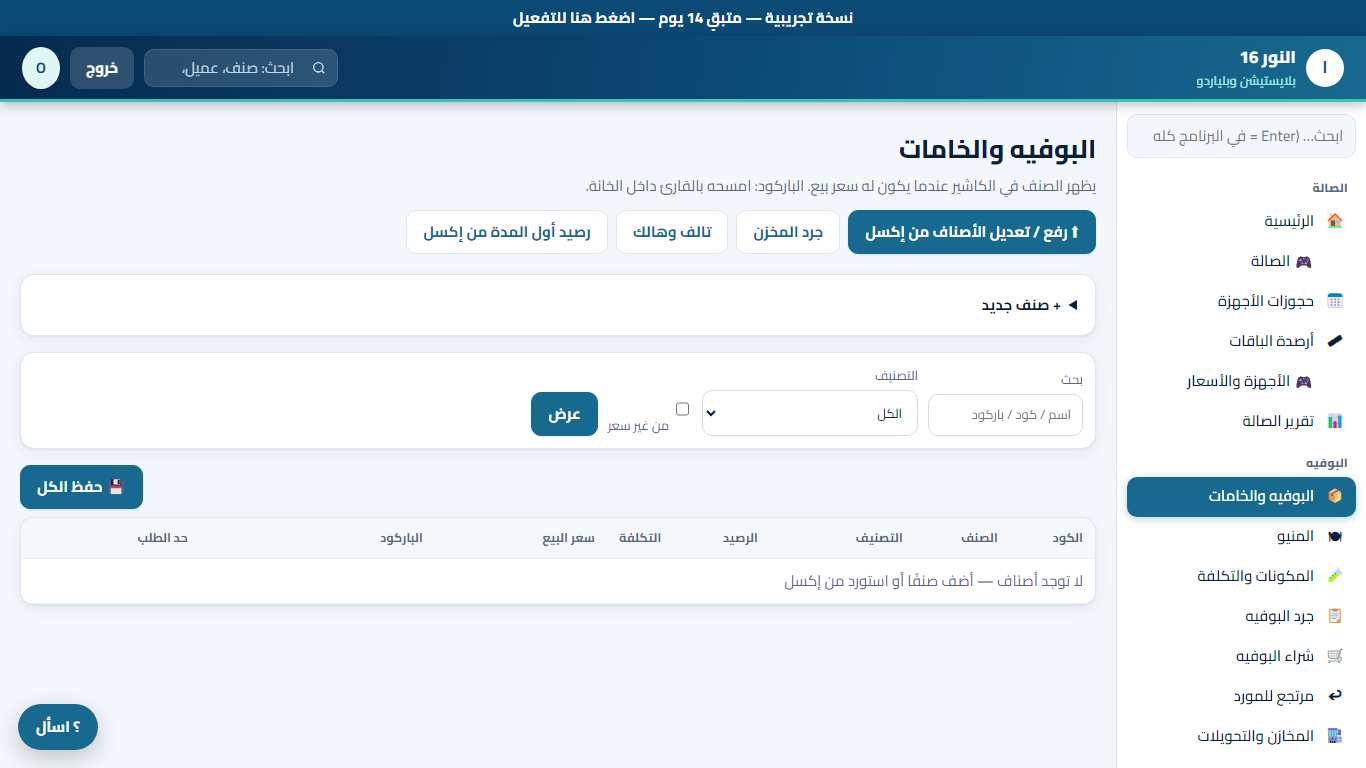 نسخة تجريبية — متبقٍ 14 يوم — اضغط هنا للتفعيل
ا
النور 16
بلايستيشن وبلياردو
ابحث: صنف، عميل،
خروج
O
ابحث... (Enter = في البرنامج كله
الصالة
الرئيسية
الصالة
حجوزات الأجهزة
أرصدة الباقات
الأجهزة والأسعار
تقرير الصالة
البوفيه
البوفيه والخامات
المنيو
المكونات والتكلفة
جرد البوفيه
شراء البوفيه
مرتجع للمورد
المخازن والتحويلات
البوفيه والخامات
يظهر الصنف في الكاشير عندما يكون له سعر بيع. الباركود: امسحه بالقارئ داخل الخانة.
⬆ رفع / تعديل الأصناف من إكسل
جرد المخزن
تالف وهالك
رصيد أول المدة من إكسل
+ صنف جديد
بحث
اسم / كود / باركود
التصنيف
الكل
من غير سعر
عرض
حفظ الكل
الكود الصنف التصنيف الرصيد التكلفة سعر البيع الباركود حد الطلب
لا توجد أصناف — أضف صنفًا أو استورد من إكسل
؟ اسأل